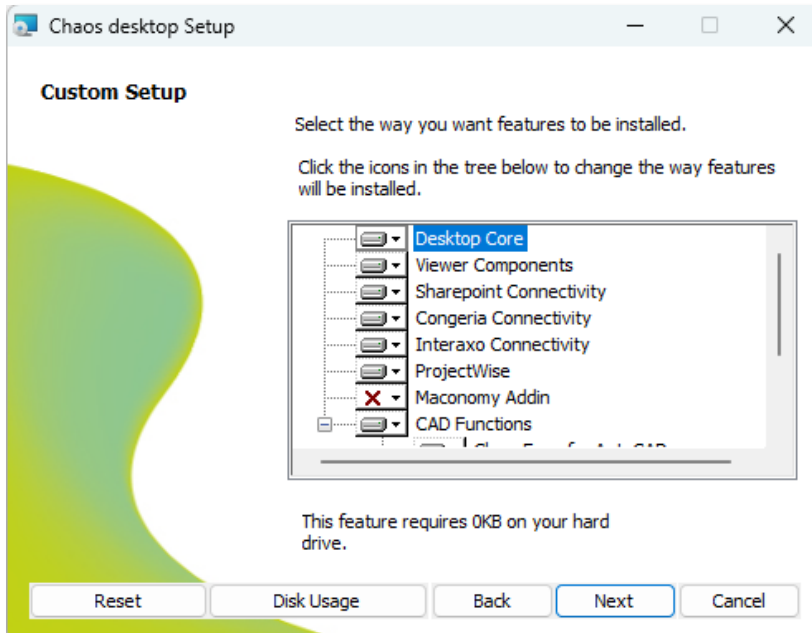 Chaos desktop Setup
Custom Setup
Select the way you want features to be installed.
Click the icons in the tree below to change the way features
will be installed.
Desktop Core
Viewer Components
Sharepoint Connectivity
Congeria Connectivity
Interaxo Connectivity
ProjectWise
Maconomy Addin
CAD Functions
This feature requires 0KB on your hard
drive.
Reset Disk Usage Back Next Cancel